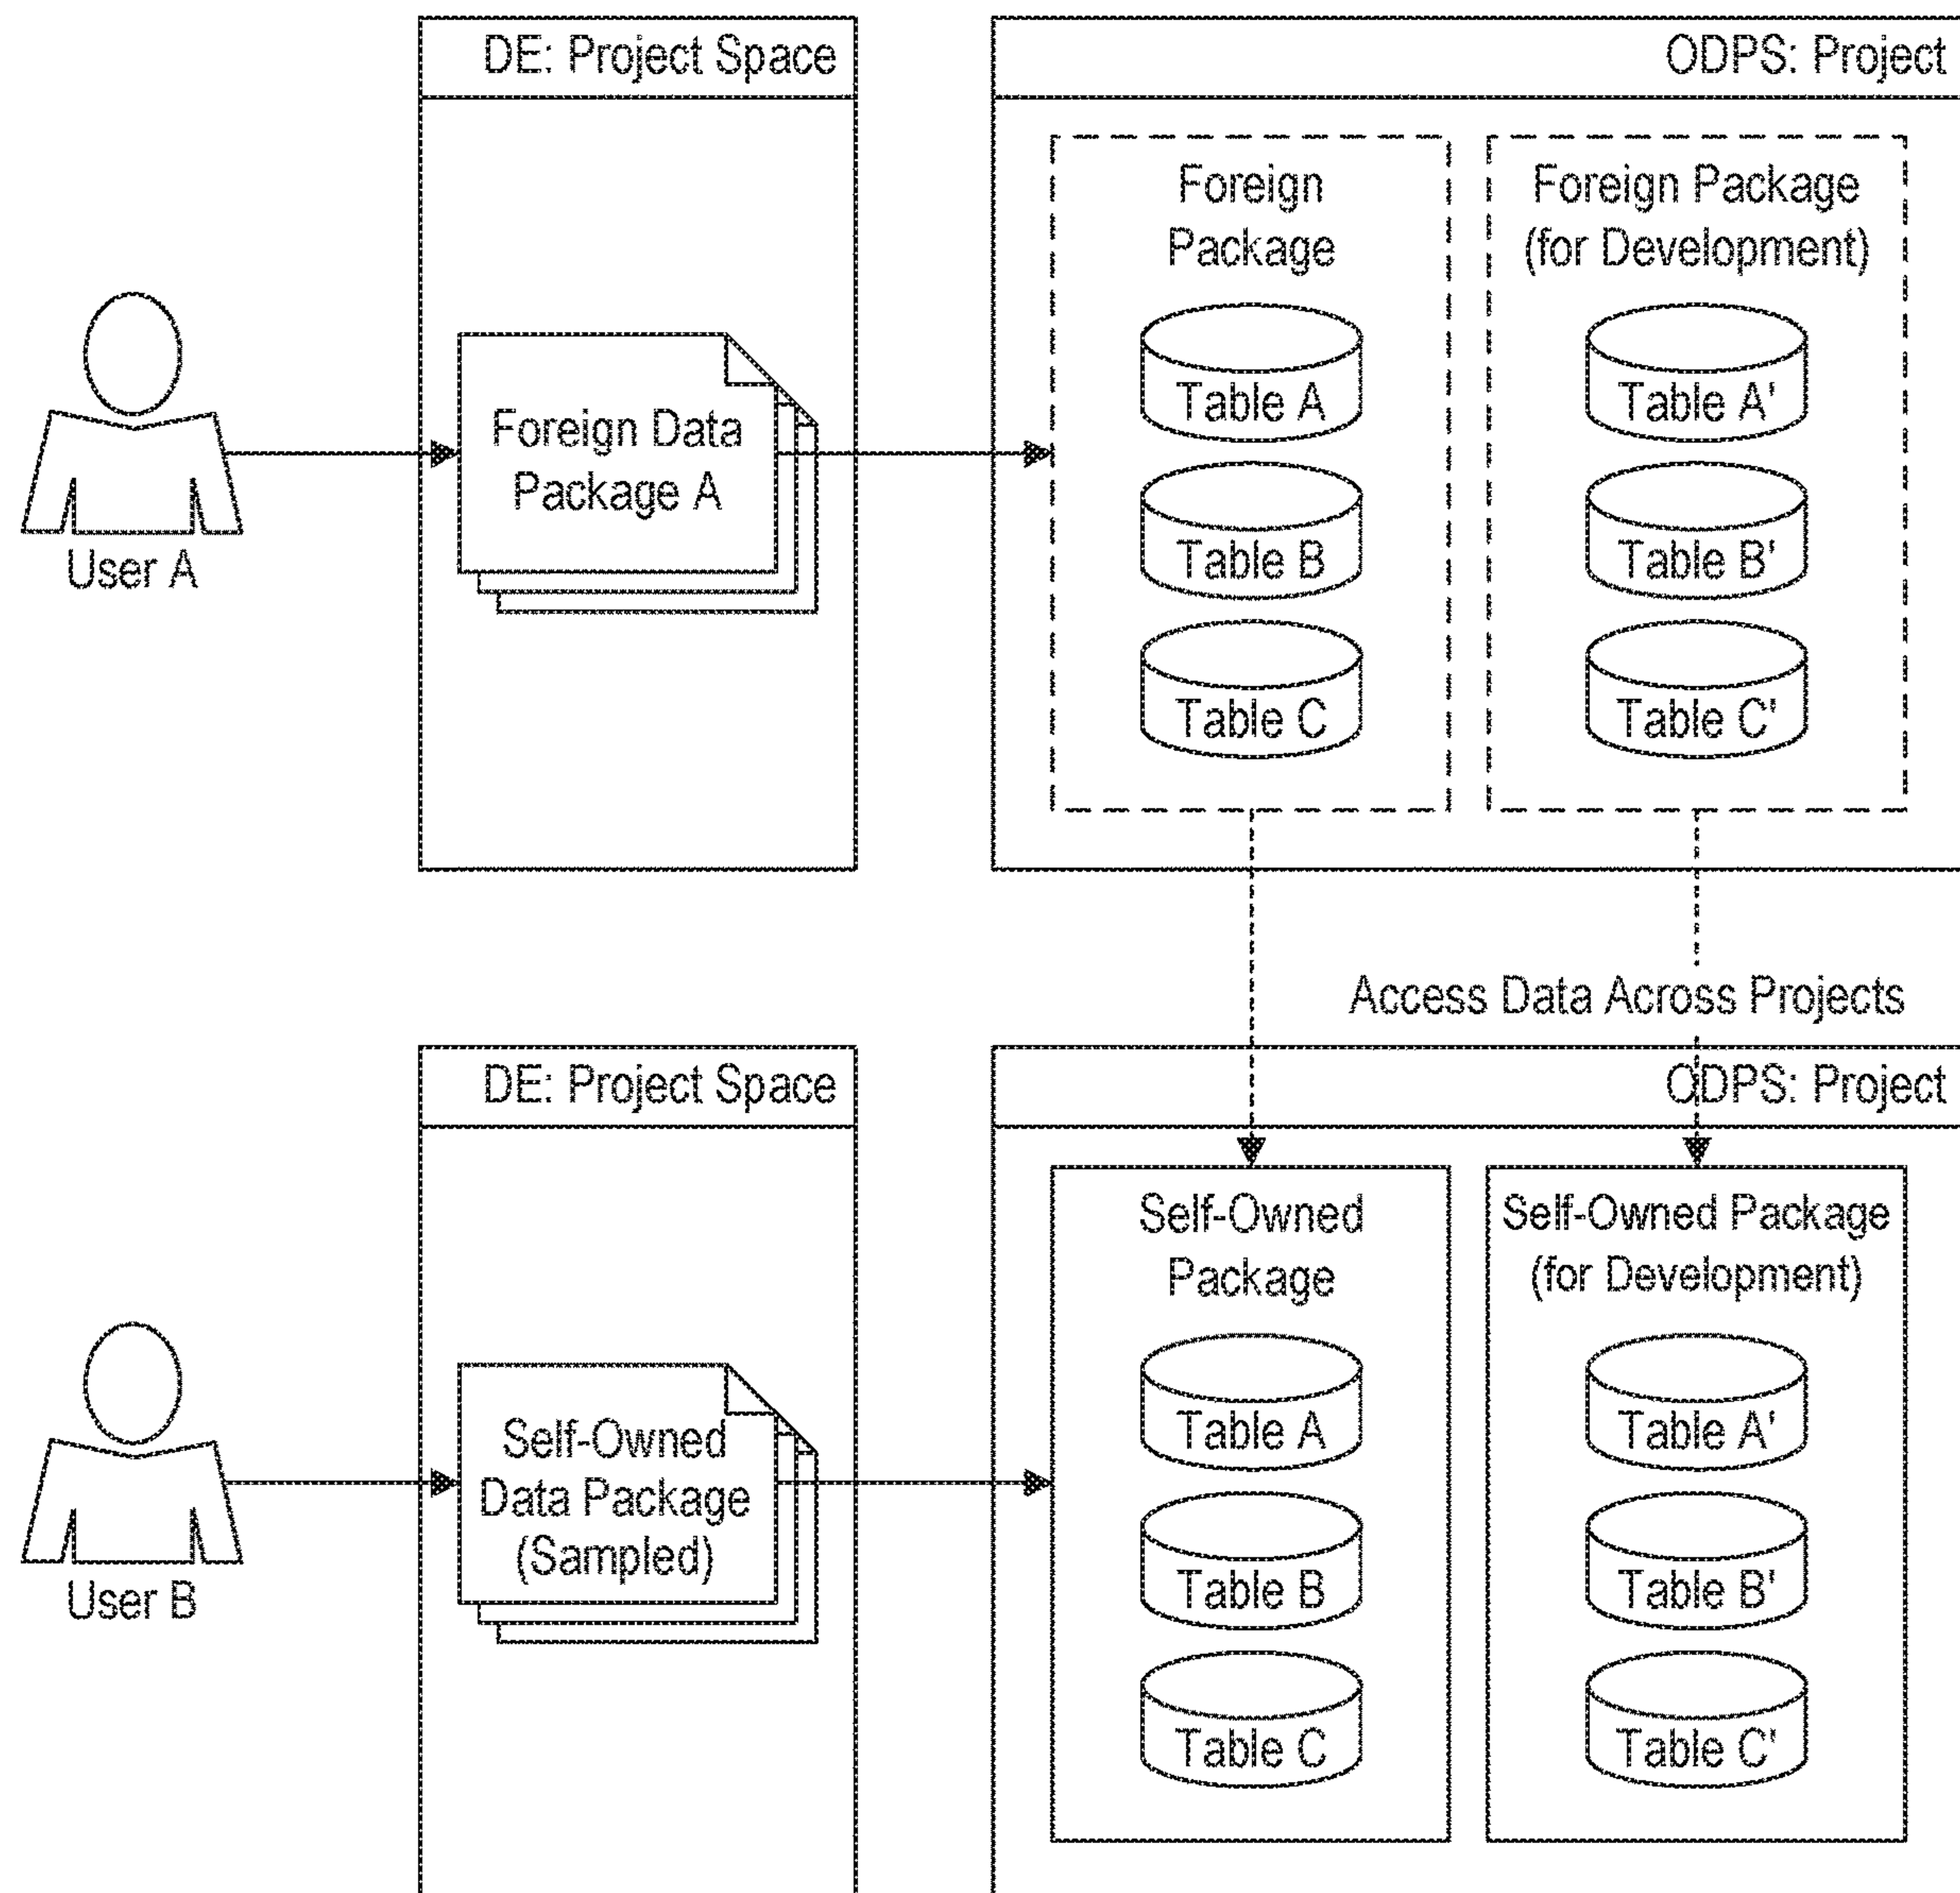 DE: Project Space
ODPS: Project
Foreign
Package
Foreign Package
(for Development)
Table A
Table A'
Foreign Data
Package A
Table B
Table B'
User A
Table C
Table C'
Access Data Across Projects
DE: Project Space
ODPS: Project
Self-Owned
Package
Self-Owned Package
(for Development)
Table A
Table A'
Self-Owned
Data Package
(Sampled)
Table B
Table B'
User B
Table C
Table C'